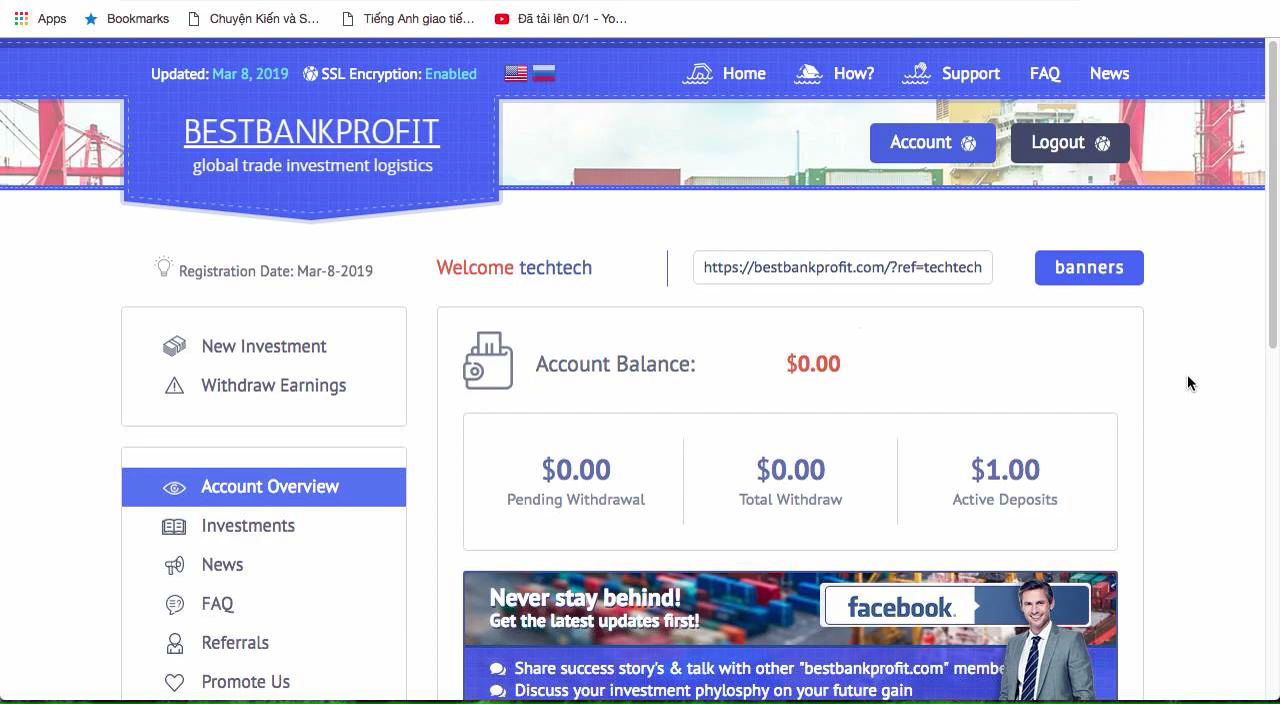 Apps Bookmarks Chuyện Kiến và S... Tiếng Anh giao tiế... Đã tải lên 0/1 - Yo...
Updated: Mar 8, 2019 SSL Encryption: Enabled Home How? Support FAQ News
BESTBANKPROFIT
global trade investment logistics
Account Logout
Registration Date: Mar-8-2019 Welcome techtech https://bestbankprofit.com/?ref=techtech banners
New Investment
Withdraw Earnings
Account Overview
Investments
News
FAQ
Referrals
Promote Us
Account Balance: $0.00
$0.00 $0.00 $1.00
Pending Withdrawal Total Withdraw Active Deposits
Never stay behind!
Get the latest updates first!
facebook.
Share success story's & talk with other "bestbankprofit.com" membe
Discuss your investment phylosphy on your future gain